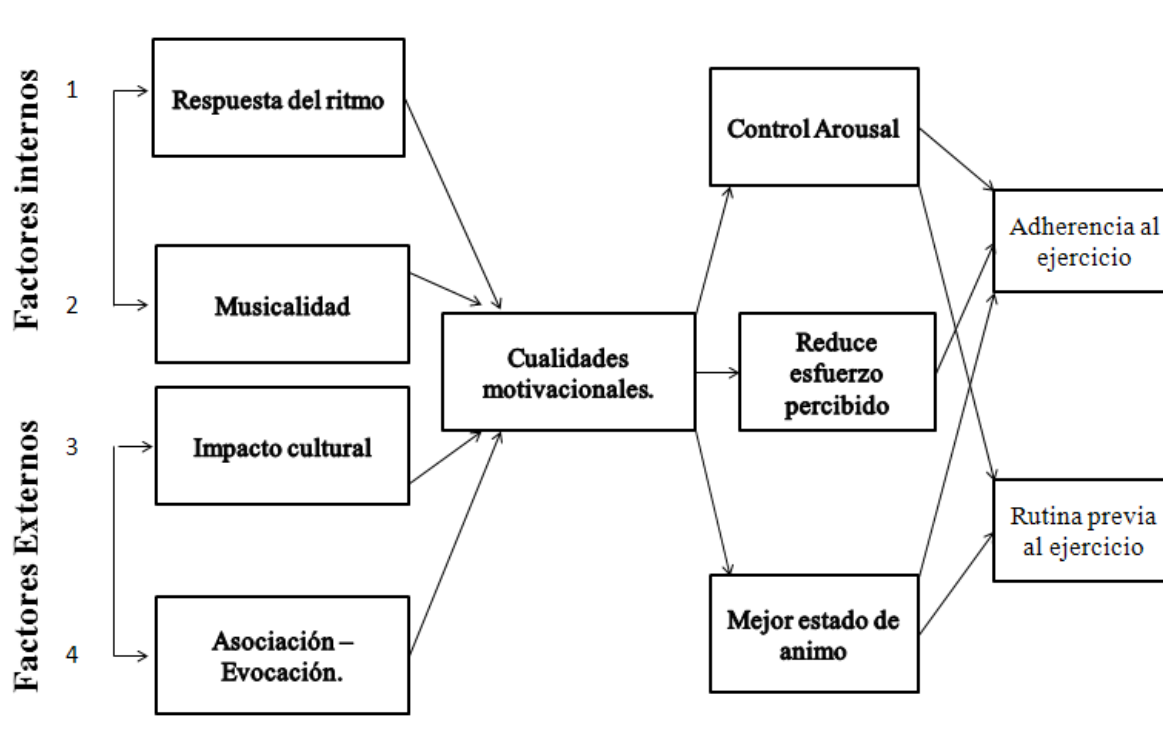 Factores internos
1
Respuesta del ritmo
2
Musicalidad
Factores Externos
3
Impacto cultural
4
Asociación –
Evocación.
Cualidades
motivacionales.
Control Arousal
Reduce
esfuerzo
percibido
Mejor estado de
animo
Adherencia al
ejercicio
Rutina previa
al ejercicio